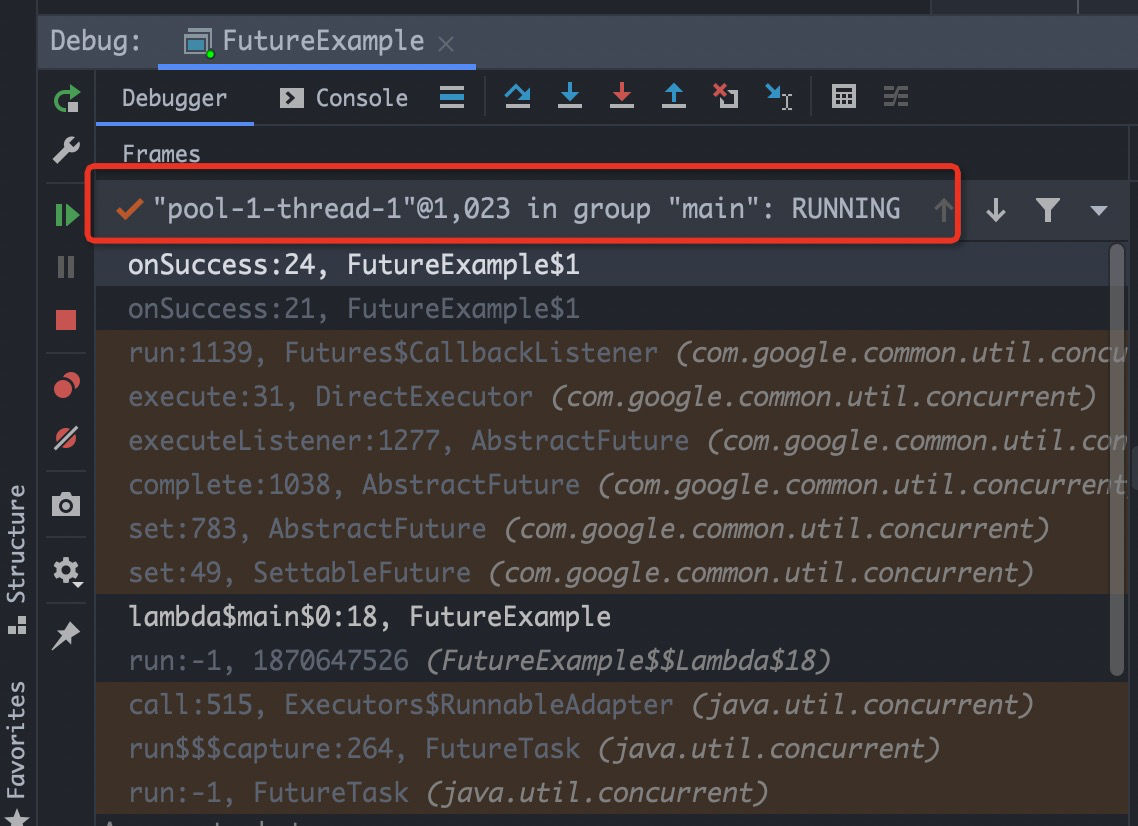 Debug: FutureExample
Debugger Console
Frames
"pool-1-thread-1"@1,023 in group "main": RUNNING
onSuccess:24, FutureExample$1
onSuccess:21, FutureExample$1
run:1139, Futures$CallbackListener (com.google.common.util.concu
execute:31, DirectExecutor (com.google.common.util.concurrent)
executeListener:1277, AbstractFuture (com.google.common.util.con
complete:1038, AbstractFuture (com.google.common.util.concurrent
set:783, AbstractFuture (com.google.common.util.concurrent)
set:49, SettableFuture (com.google.common.util.concurrent)
lambda$main$0:18, FutureExample
run:-1, 1870647526 (FutureExample$$Lambda$18)
call:515, Executors$RunnableAdapter (java.util.concurrent)
run$$$capture:264, FutureTask (java.util.concurrent)
run:-1, FutureTask (java.util.concurrent)
Structure
Favorites